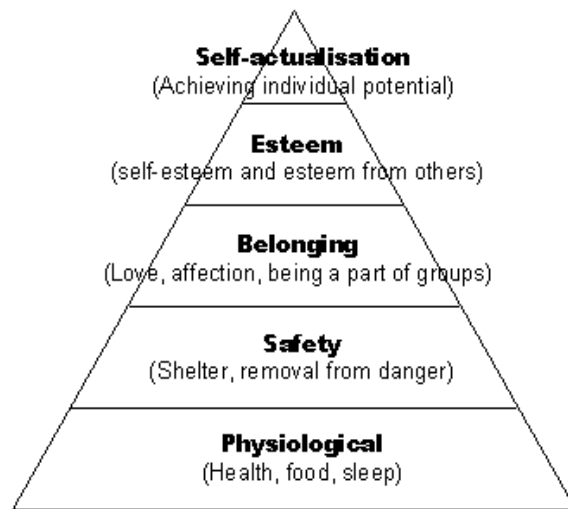 Self-actualisation
(Achieving individual potential)
Esteem
(self-esteem and esteem from others)
Belonging
(Love, affection, being a part of groups)
Safety
(Shelter, removal from danger)
Physiological
(Health, food, sleep)